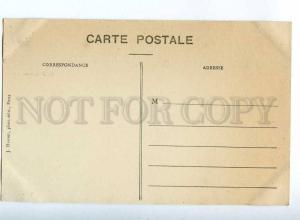 CARTE POSTALE
CORRESPONDANCE
ADRESSE
M
NOT FOR COPY